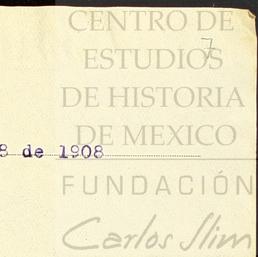 CENTRO DE
7
ESTUDIOS
DE HISTORIA
DE MEXICO
8 de 1908
FUNDACIÓN
Carlos Slim